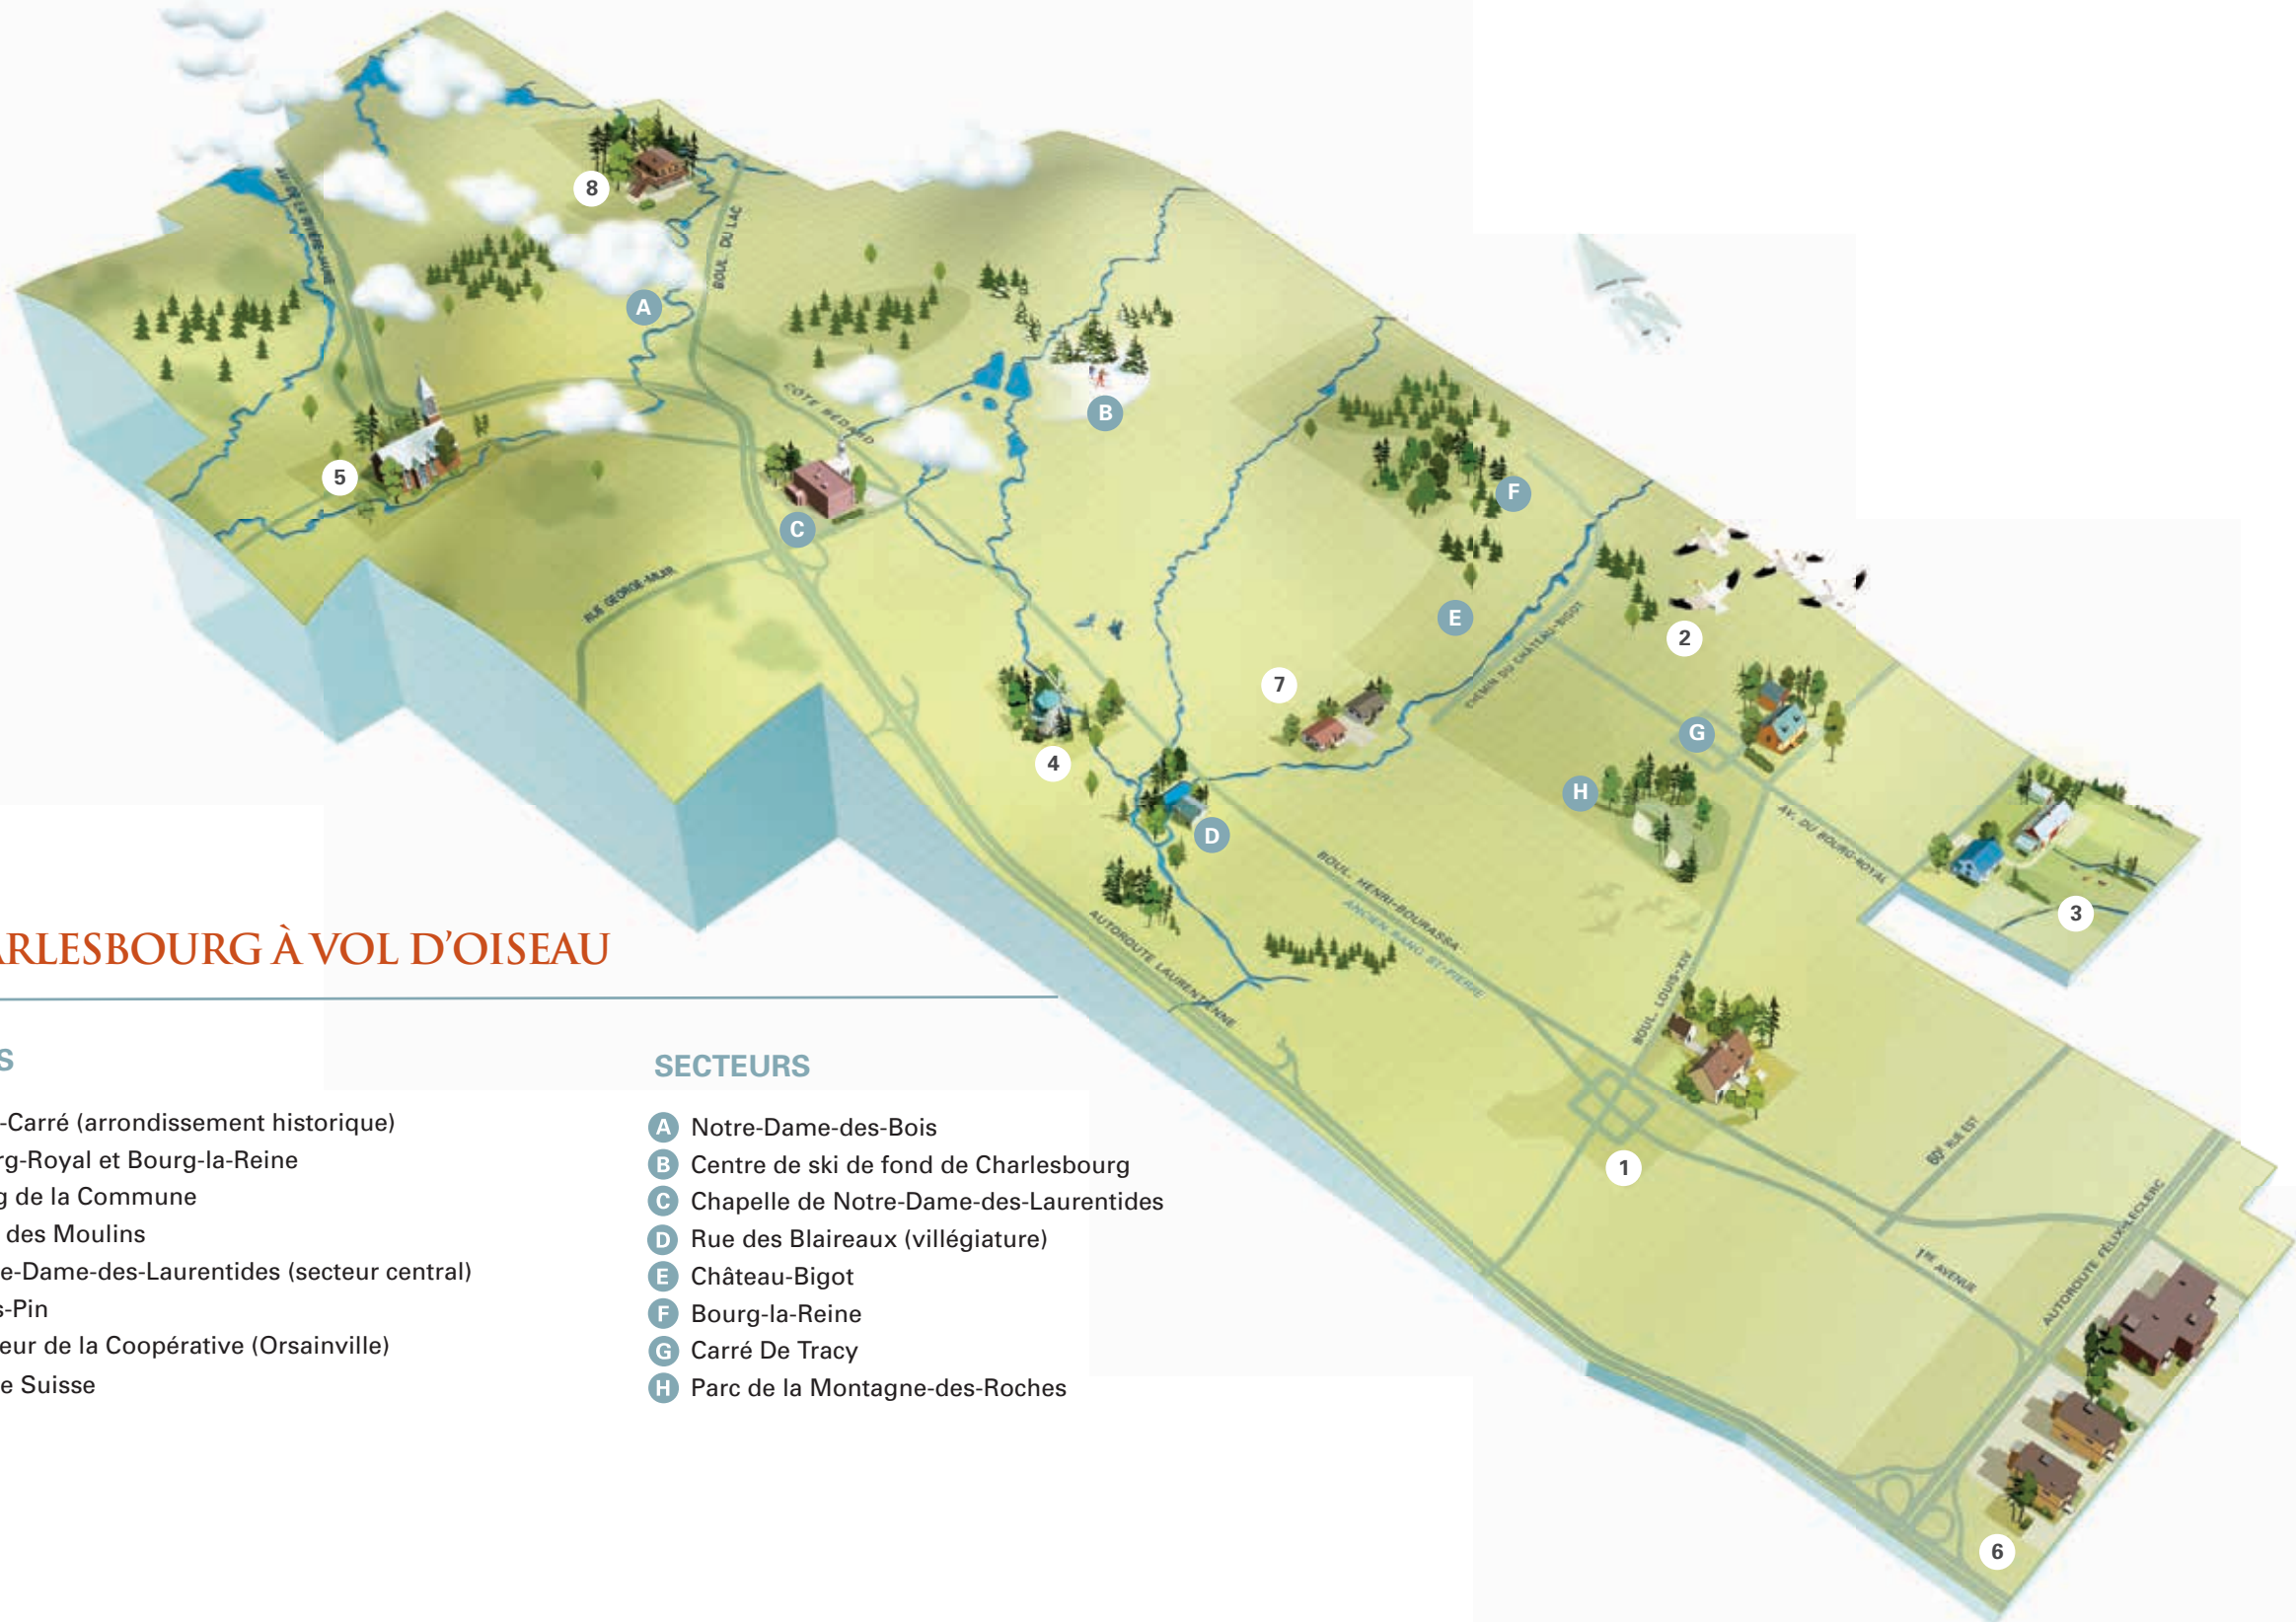 BOUL. DU LAC
CÔTE BÉDARD
RUE GEORGE-MUIR
CHEMIN DU CHÂTEAU-BIGOT
AV. DU BOURG-ROYAL
BOUL. HENRI-BOURASSA
ANCIEN RANG ST-PIERRE
AUTOROUTE LAURENTIENNE
BOUL. LOUIS-XIV
60E RUE EST
1RE AVENUE
AUTOROUTE FÉLIX-LECLERC
8
A
B
5
C
F
E
2
7
G
4
H
D
3
1
6
ARLESBOURG À VOL D'OISEAU
S
-Carré (arrondissement historique)
rg-Royal et Bourg-la-Reine
g de la Commune
des Moulins
e-Dame-des-Laurentides (secteur central)
s-Pin
eur de la Coopérative (Orsainville)
e Suisse
SECTEURS
A Notre-Dame-des-Bois
B Centre de ski de fond de Charlesbourg
C Chapelle de Notre-Dame-des-Laurentides
D Rue des Blaireaux (villégiature)
E Château-Bigot
F Bourg-la-Reine
G Carré De Tracy
H Parc de la Montagne-des-Roches